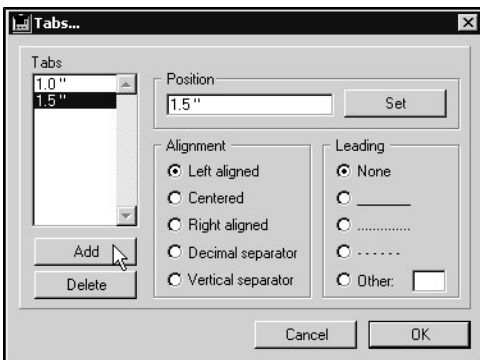 Tabs...
Tabs
1.0 "
1.5 "
Add
Delete
Position
1.5 "
Set
Alignment
Left aligned
Centered
Right aligned
Decimal separator
Vertical separator
Leading
None
________
..............
- - - - - -
Other:
Cancel
OK